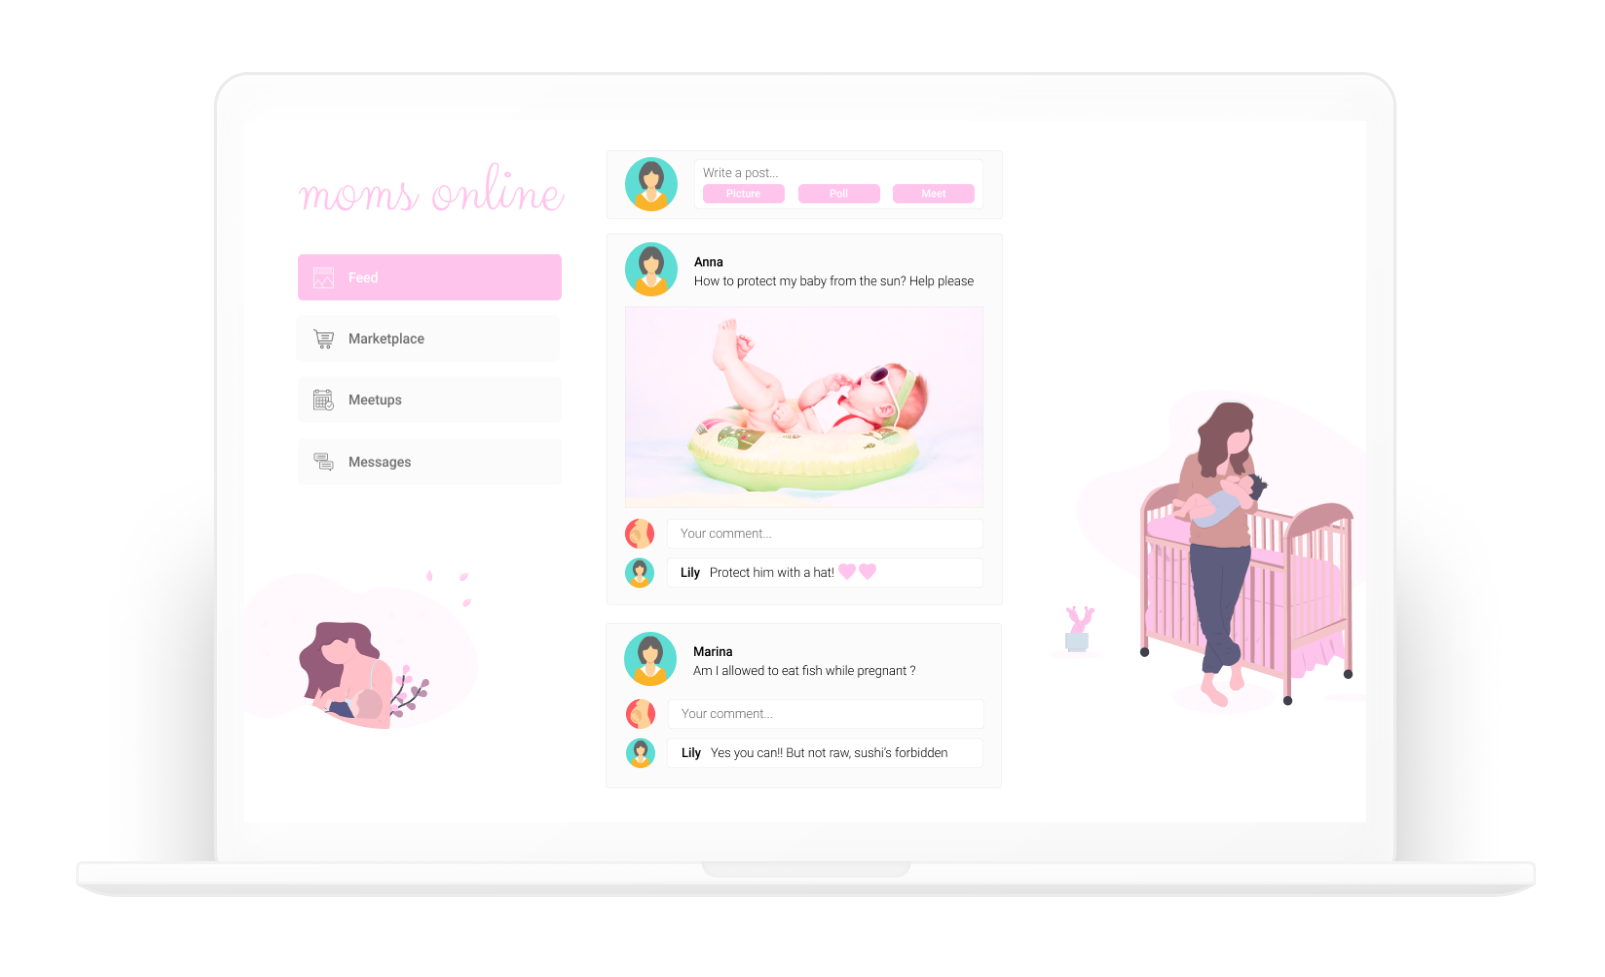 moms online
Feed
Marketplace
Meetups
Messages
Write a post...
Picture
Poll
Meet
Anna
How to protect my baby from the sun? Help please
Your comment...
Lily Protect him with a hat!
Marina
Am I allowed to eat fish while pregnant ?
Your comment...
Lily Yes you can!! But not raw, sushi's forbidden